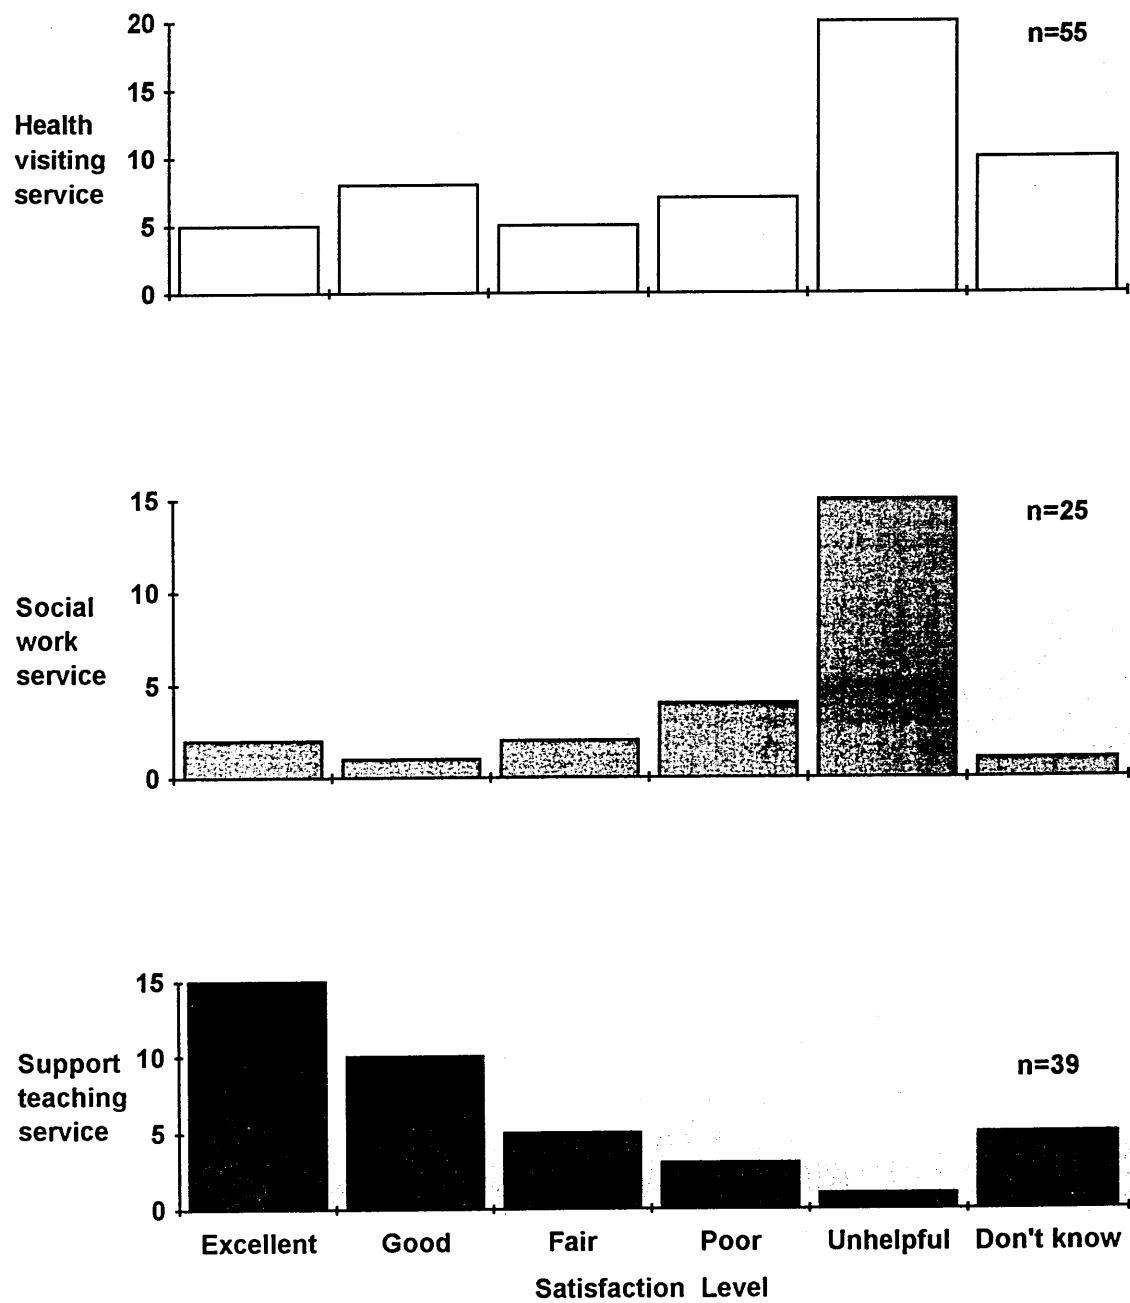 20
n=55
15
Health
visiting
service
10
5
0
15
n=25
10
Social
work
service
5
0
15
Support
teaching
service
10
n=39
5
0
Excellent Good Fair Poor Unhelpful Don't know
Satisfaction Level